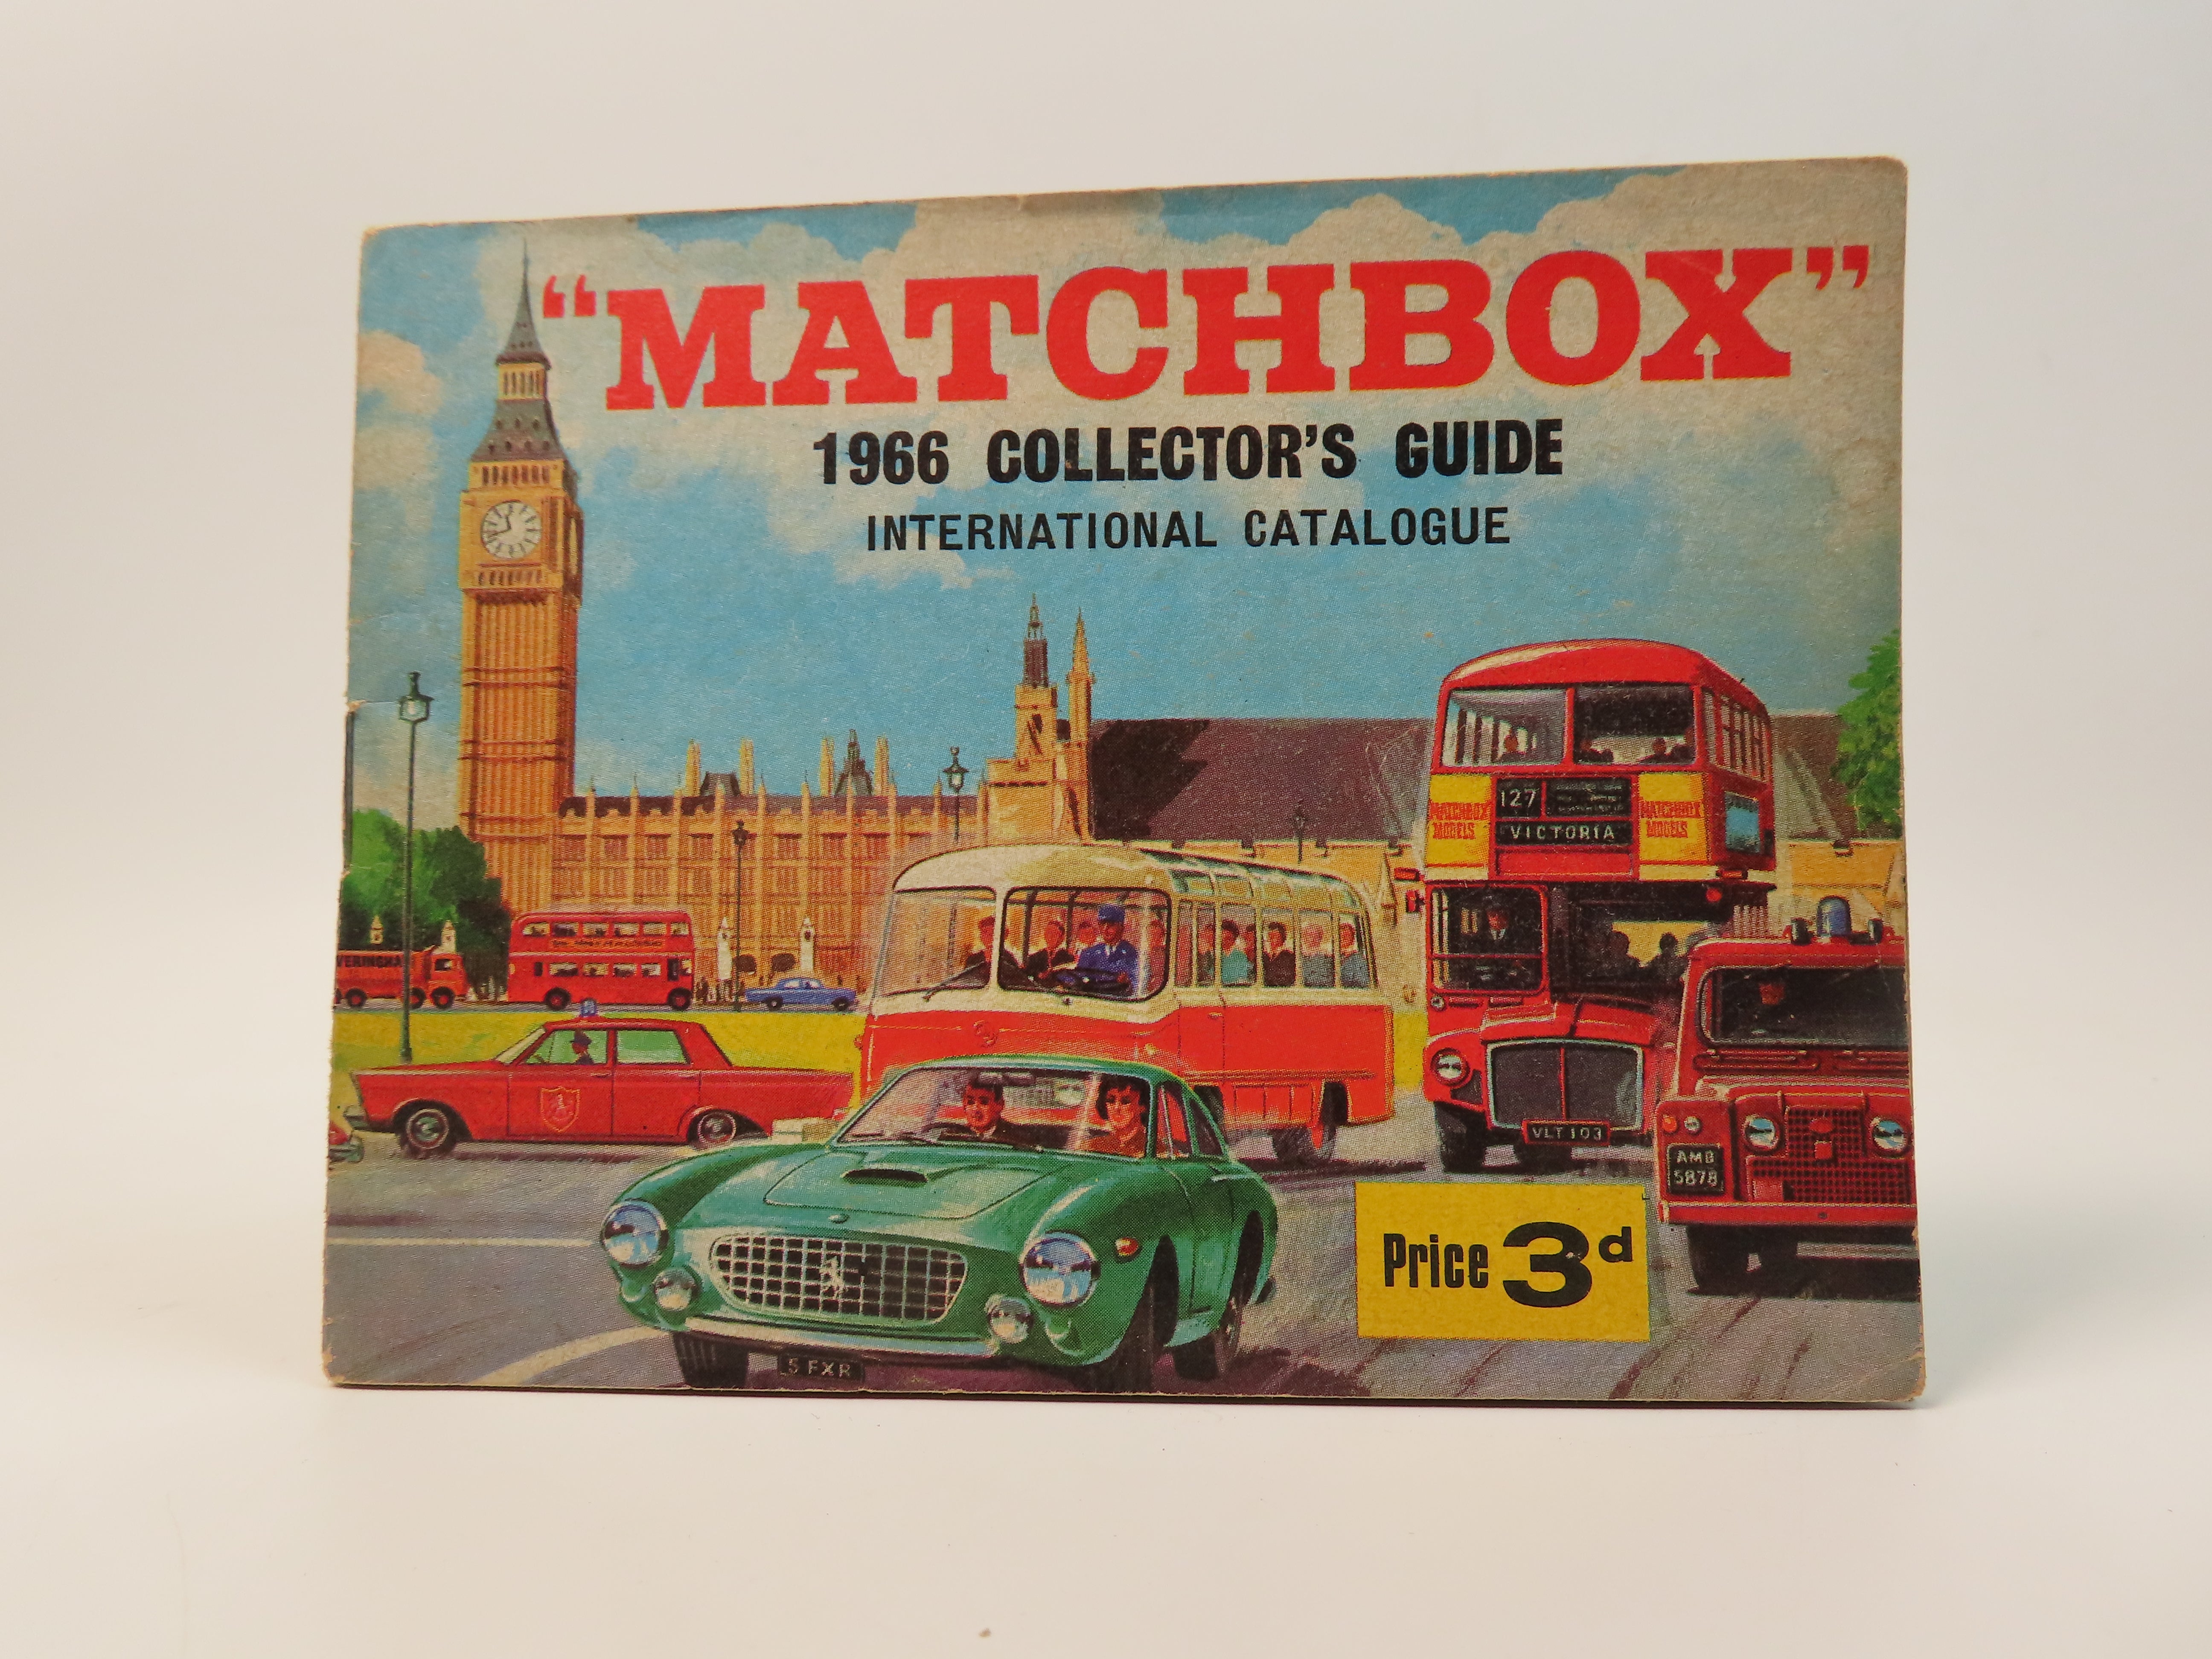 “MATCHBOX”
1966 COLLECTOR’S GUIDE
INTERNATIONAL CATALOGUE
127
MATCHBOX
MODELS
VICTORIA
MATCHBOX
MODELS
VERINGHA
VLT 103
AMB
5878
Price 3d
5 FXR